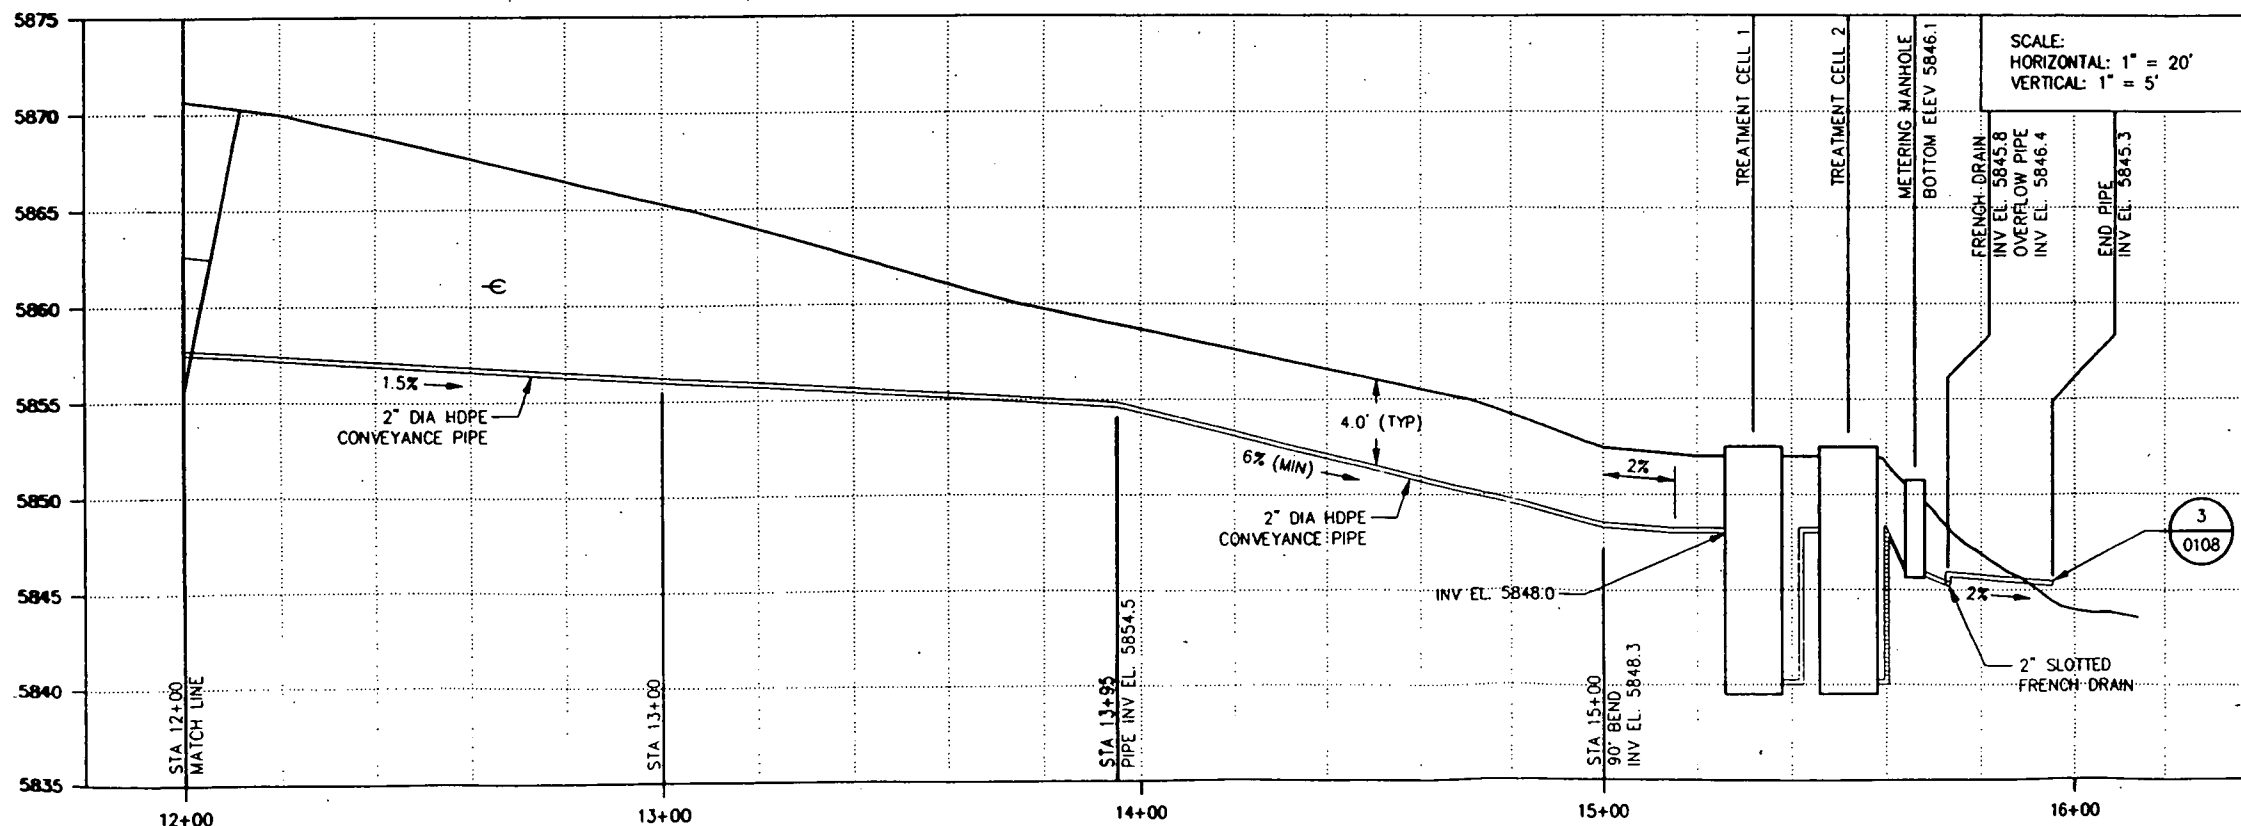 5875
5870
5865
5860
5855
5850
5845
5840
5835
SCALE:
HORIZONTAL: 1" = 20'
VERTICAL: 1" = 5'
TREATMENT CELL 1
TREATMENT CELL 2
METERING MANHOLE
BOTTOM ELEV 5846.1
FRENCH DRAIN
INV EL. 5845.8
OVERFLOW PIPE
INV EL. 5846.4
END PIPE
INV EL. 5845.3
1.5%
2" DIA HDPE
CONVEYANCE PIPE
4.0' (TYP)
6% (MIN)
2" DIA HDPE
CONVEYANCE PIPE
2%
INV EL. 5848.0
2%
3
0108
2" SLOTTED
FRENCH DRAIN
STA 12+00
MATCH LINE
STA 13+00
STA 13+95
PIPE INV EL. 5854.5
STA 15+00
90° BEND
INV EL. 5848.3
12+00
13+00
14+00
15+00
16+00